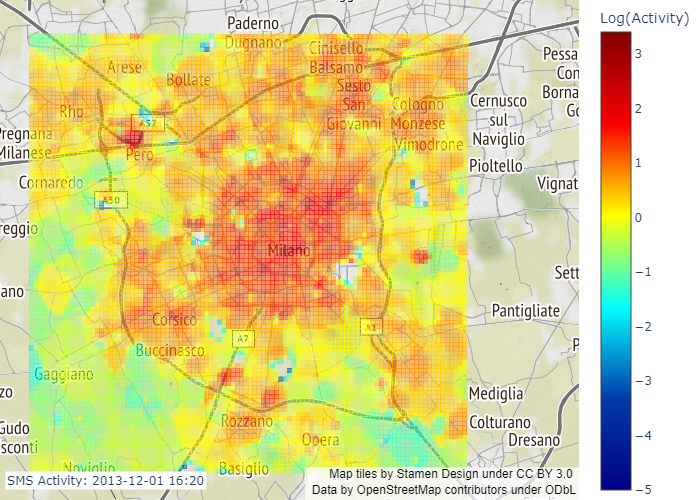 Paderno
Dugnano
Cinisello
Balsamo
Arese
Bollate
Sesto
San
Giovanni
Rho
Cologno
Monzese
Cernusco
sul
Naviglio
Pessa
Con
Borna
Go
A52
Pregnana
Milanese
Pero
Vimodrone
Pioltello
Cornaredo
Vignat
A50
reggio
Milano
Sett
ano
Pantigliate
Corsico
A1
A7
P
Buccinasco
Gaggiano
zo
Mediglia
Rozzano
Colturano
Gudo
Opera
Dresano
sconti
Noviglio
Basiglio
SMS Activity: 2013-12-01 16:20
Map tiles by Stamen Design under CC BY 3.0
Data by OpenStreetMap contributors under ODbL
Log(Activity)
3
2
1
0
−1
−2
−3
−4
−5